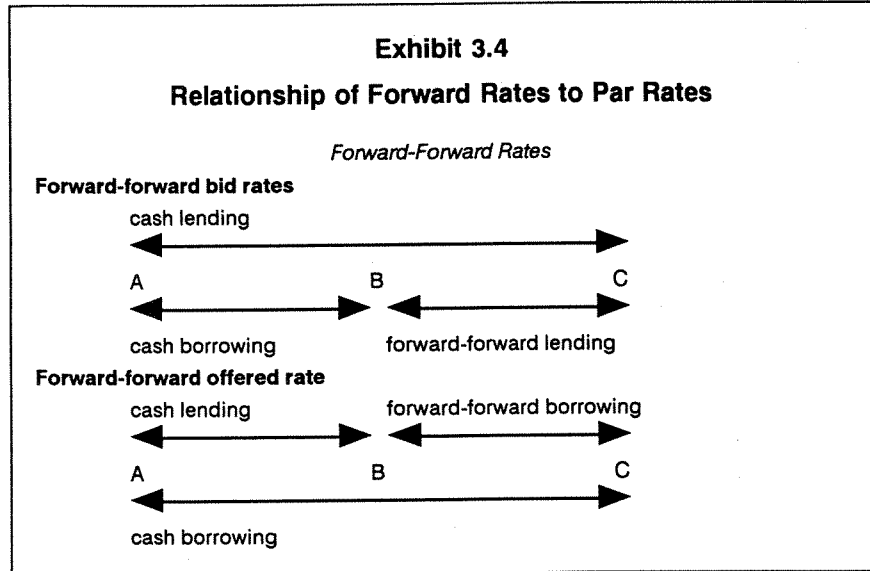 Exhibit 3.4
Relationship of Forward Rates to Par Rates
Forward-Forward Rates
Forward-forward bid rates
cash lending
A B C
cash borrowing forward-forward lending
Forward-forward offered rate
cash lending forward-forward borrowing
A B C
cash borrowing